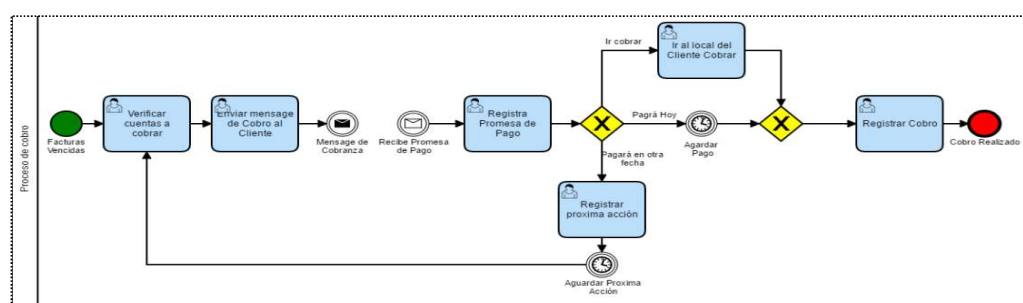 Proceso de cobro
Facturas
Vencidas
Verificar
cuentas a
cobrar
Enviar mensage
de Cobro al
Cliente
Mensage de
Cobranza
Recibe Promesa
de Pago
Registra
Promesa de
Pago
Ir cobrar
Ir al local del
Cliente Cobrar
Pagrá Hoy
Agardar
Pago
Pagará en otra
fecha
Registrar
proxima acción
Aguardar Proxima
Acción
Registrar Cobro
Cobro Realizado